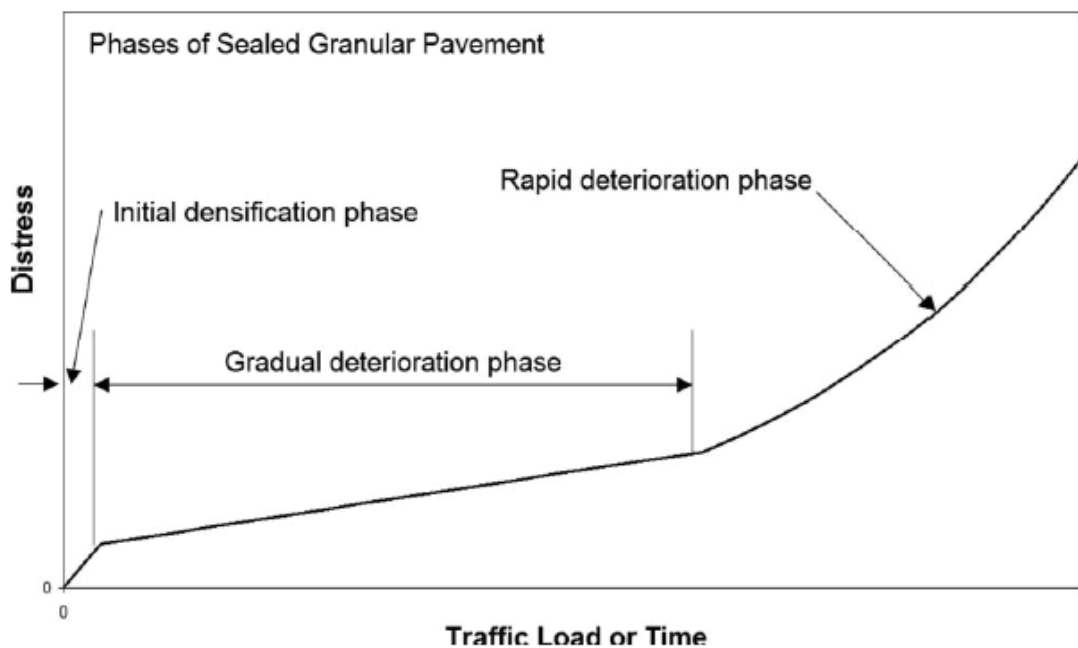 Phases of Sealed Granular Pavement
Rapid deterioration phase
Initial densification phase
Distress
Gradual deterioration phase
0
0
Traffic Load or Time